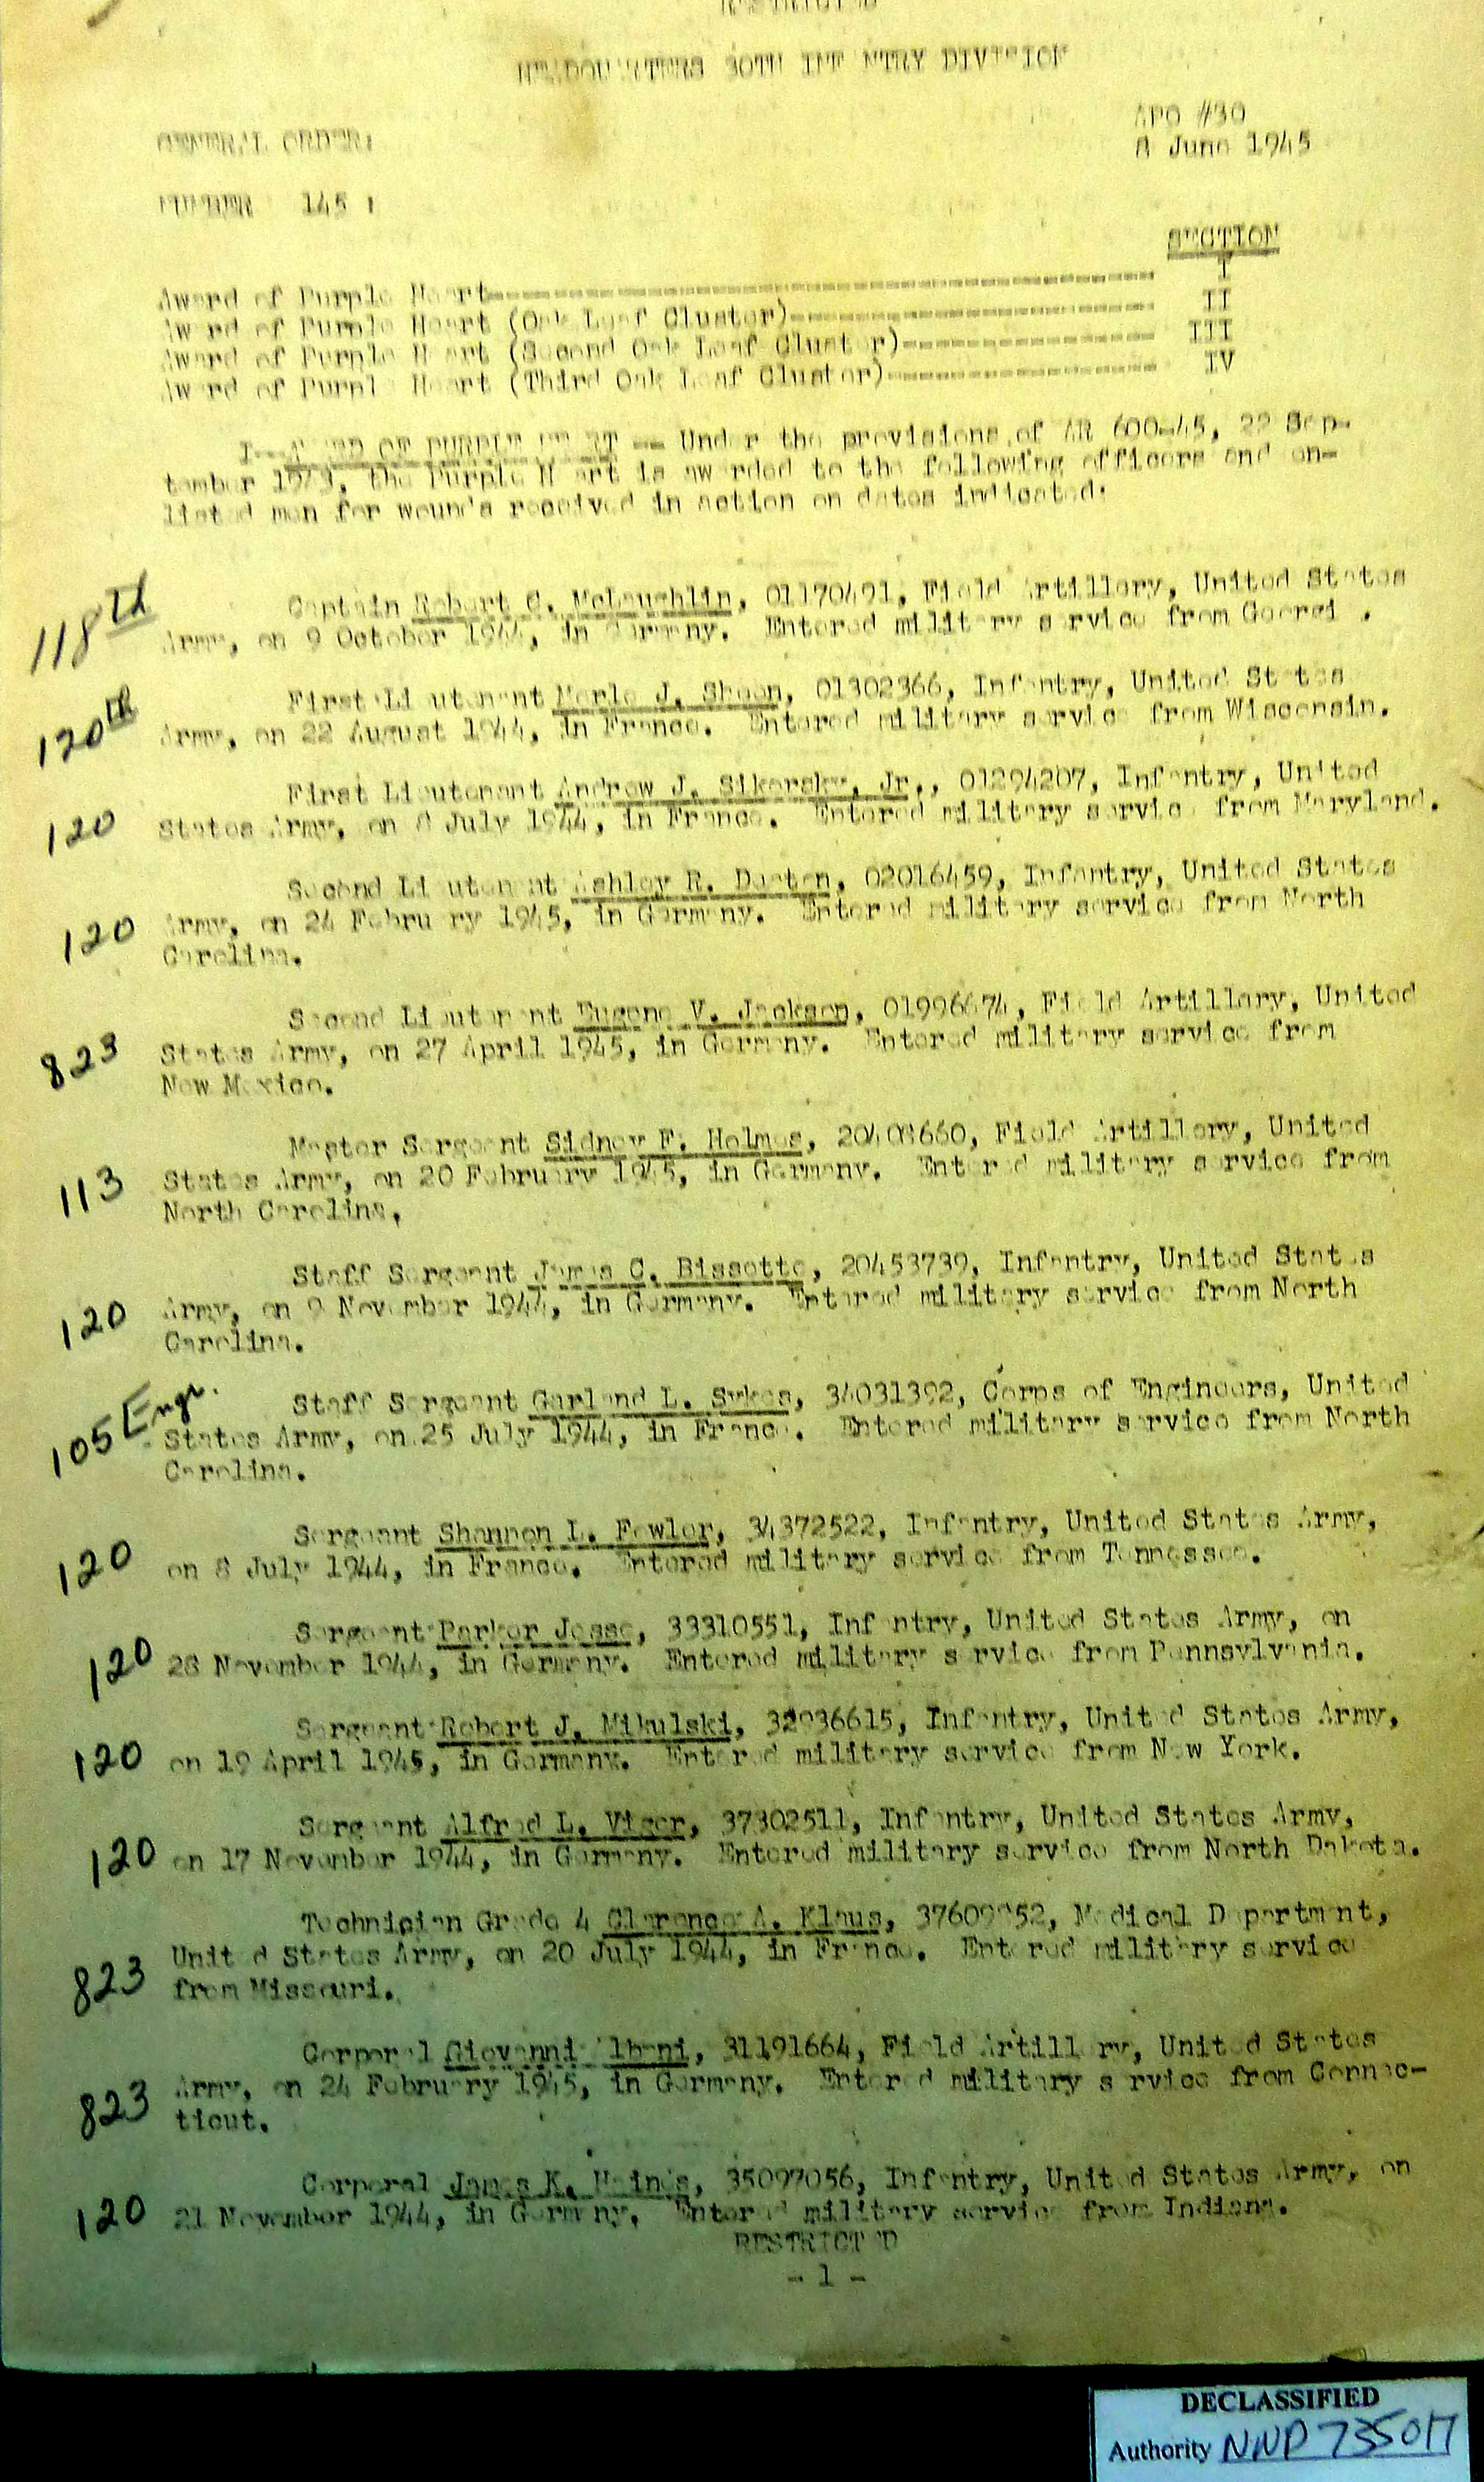 RESTRICTED
HEADQUARTERS 30TH INFANTRY DIVISION
APO #30
GENERAL ORDER:
8 June 1945
NUMBER 145 :
SECTION
Award of Purple Heart I
Award of Purple Heart (Oak Leaf Cluster) II
Award of Purple Heart (Second Oak Leaf Cluster) III
Award of Purple Heart (Third Oak Leaf Cluster) IV
I--AWARD OF PURPLE HEART -- Under the provisions of AR 600-45, 22 Sep-
tember 1943, the Purple Heart is awarded to the following officers and en-
listed men for wounds received in action on dates indicated:
118th
Captain Robert C. McLaughlin, 01170491, Field Artillery, United States
Army, on 9 October 1944, in Germany. Entered military service from Georgia.
120th
First Lieutenant Merle J. Sheen, 01302366, Infantry, United States
Army, on 22 August 1944, in France. Entered military service from Wisconsin.
First Lieutenant Andrew J. Sikorsky, Jr., 01294207, Infantry, United
120 States Army, on 8 July 1944, in France. Entered military service from Maryland.
Second Lieutenant Ashley R. Dorten, 02016459, Infantry, United States
120 Army, on 24 February 1945, in Germany. Entered military service from North
Carolina.
Second Lieutenant Eugene V. Jackson, 01996674, Field Artillery, United
823 States Army, on 27 April 1945, in Germany. Entered military service from
New Mexico.
Master Sergeant Sidney F. Holmes, 20408660, Field Artillery, United
113 States Army, on 20 February 1945, in Germany. Entered military service from
North Carolina.
Staff Sergeant James C. Bissette, 20453739, Infantry, United States
120 Army, on 9 November 1944, in Germany. Entered military service from North
Carolina.
Staff Sergeant Garland L. Sykes, 34031392, Corps of Engineers, United
105 Engr. States Army, on 25 July 1944, in France. Entered military service from North
Carolina.
Sergeant Shannon L. Fowler, 34372522, Infantry, United States Army,
120 on 8 July 1944, in France. Entered military service from Tennessee.
Sergeant Parker Jesse, 33310551, Infantry, United States Army, on
120 28 November 1944, in Germany. Entered military service from Pennsylvania.
Sergeant Robert J. Mikulski, 32936615, Infantry, United States Army,
120 on 19 April 1945, in Germany. Entered military service from New York.
Sergeant Alfred L. Viger, 37302511, Infantry, United States Army,
120 on 17 November 1944, in Germany. Entered military service from North Dakota.
Technician Grade 4 Clarence A. Klaus, Medical Department,
United States Army, on 20 July 1944, in France. Entered military service
823 from Missouri.
Corporal Giovanni Albani, 31191664, Field Artillery, United States
823 Army, on 24 February 1945, in Germany. Entered military service from Connec-
ticut.
Corporal James K. Hainds, 35097056, Infantry, United States Army, on
120 21 November 1944, in Germany. Entered military service from Indiana.
RESTRICTED
- 1 -
DECLASSIFIED
Authority NND 735017